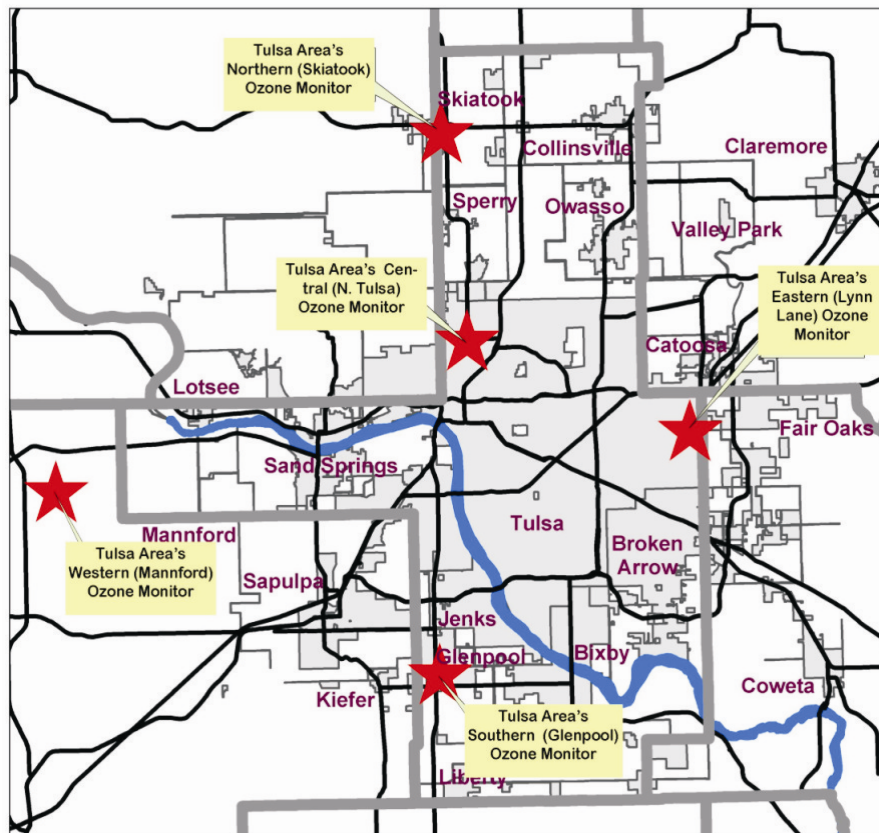 Tulsa Area's
Northern (Skiatook)
Ozone Monitor
Skiatook
Collinsville
Claremore
Sperry
Owasso
Valley Park
Tulsa Area's Cen-
tral (N. Tulsa)
Ozone Monitor
Tulsa Area's
Eastern (Lynn
Lane) Ozone
Monitor
Catoosa
Lotsee
Fair Oaks
Sand Springs
Tulsa
Mannford
Tulsa Area's
Western (Mannford)
Ozone Monitor
Broken
Arrow
Sapulpa
Jenks
Glenpool
Bixby
Kiefer
Coweta
Tulsa Area's
Southern (Glenpool)
Ozone Monitor
Liberty